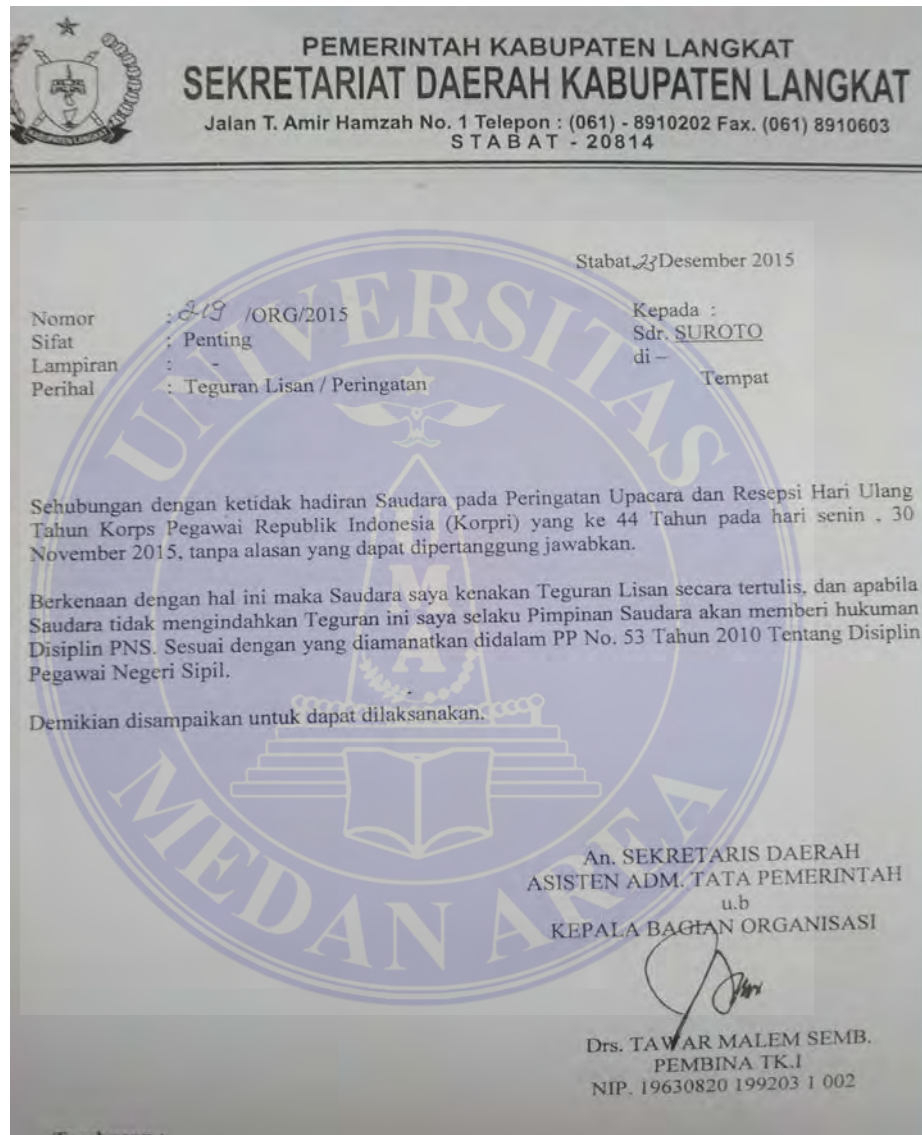 PEMERINTAH KABUPATEN LANGKAT
SEKRETARIAT DAERAH KABUPATEN LANGKAT
Jalan T. Amir Hamzah No. 1 Telepon : (061) - 8910202 Fax. (061) 8910603
S T A B A T - 20814
Stabat, 23 Desember 2015
Nomor : 219 /ORG/2015
Sifat : Penting
Lampiran : -
Perihal : Teguran Lisan / Peringatan
Kepada :
Sdr. SUROTO
di –
Tempat
Sehubungan dengan ketidak hadiran Saudara pada Peringatan Upacara dan Resepsi Hari Ulang
Tahun Korps Pegawai Republik Indonesia (Korpri) yang ke 44 Tahun pada hari senin , 30
November 2015, tanpa alasan yang dapat dipertanggung jawabkan.
Berkenaan dengan hal ini maka Saudara saya kenakan Teguran Lisan secara tertulis, dan apabila
Saudara tidak mengindahkan Teguran ini saya selaku Pimpinan Saudara akan memberi hukuman
Disiplin PNS. Sesuai dengan yang diamanatkan didalam PP No. 53 Tahun 2010 Tentang Disiplin
Pegawai Negeri Sipil.
Demikian disampaikan untuk dapat dilaksanakan.
An. SEKRETARIS DAERAH
ASISTEN ADM. TATA PEMERINTAH
u.b
KEPALA BAGIAN ORGANISASI
Drs. TAWAR MALEM SEMB.
PEMBINA TK.I
NIP. 19630820 199203 1 002
UNIVERSITAS
MEDAN AREA